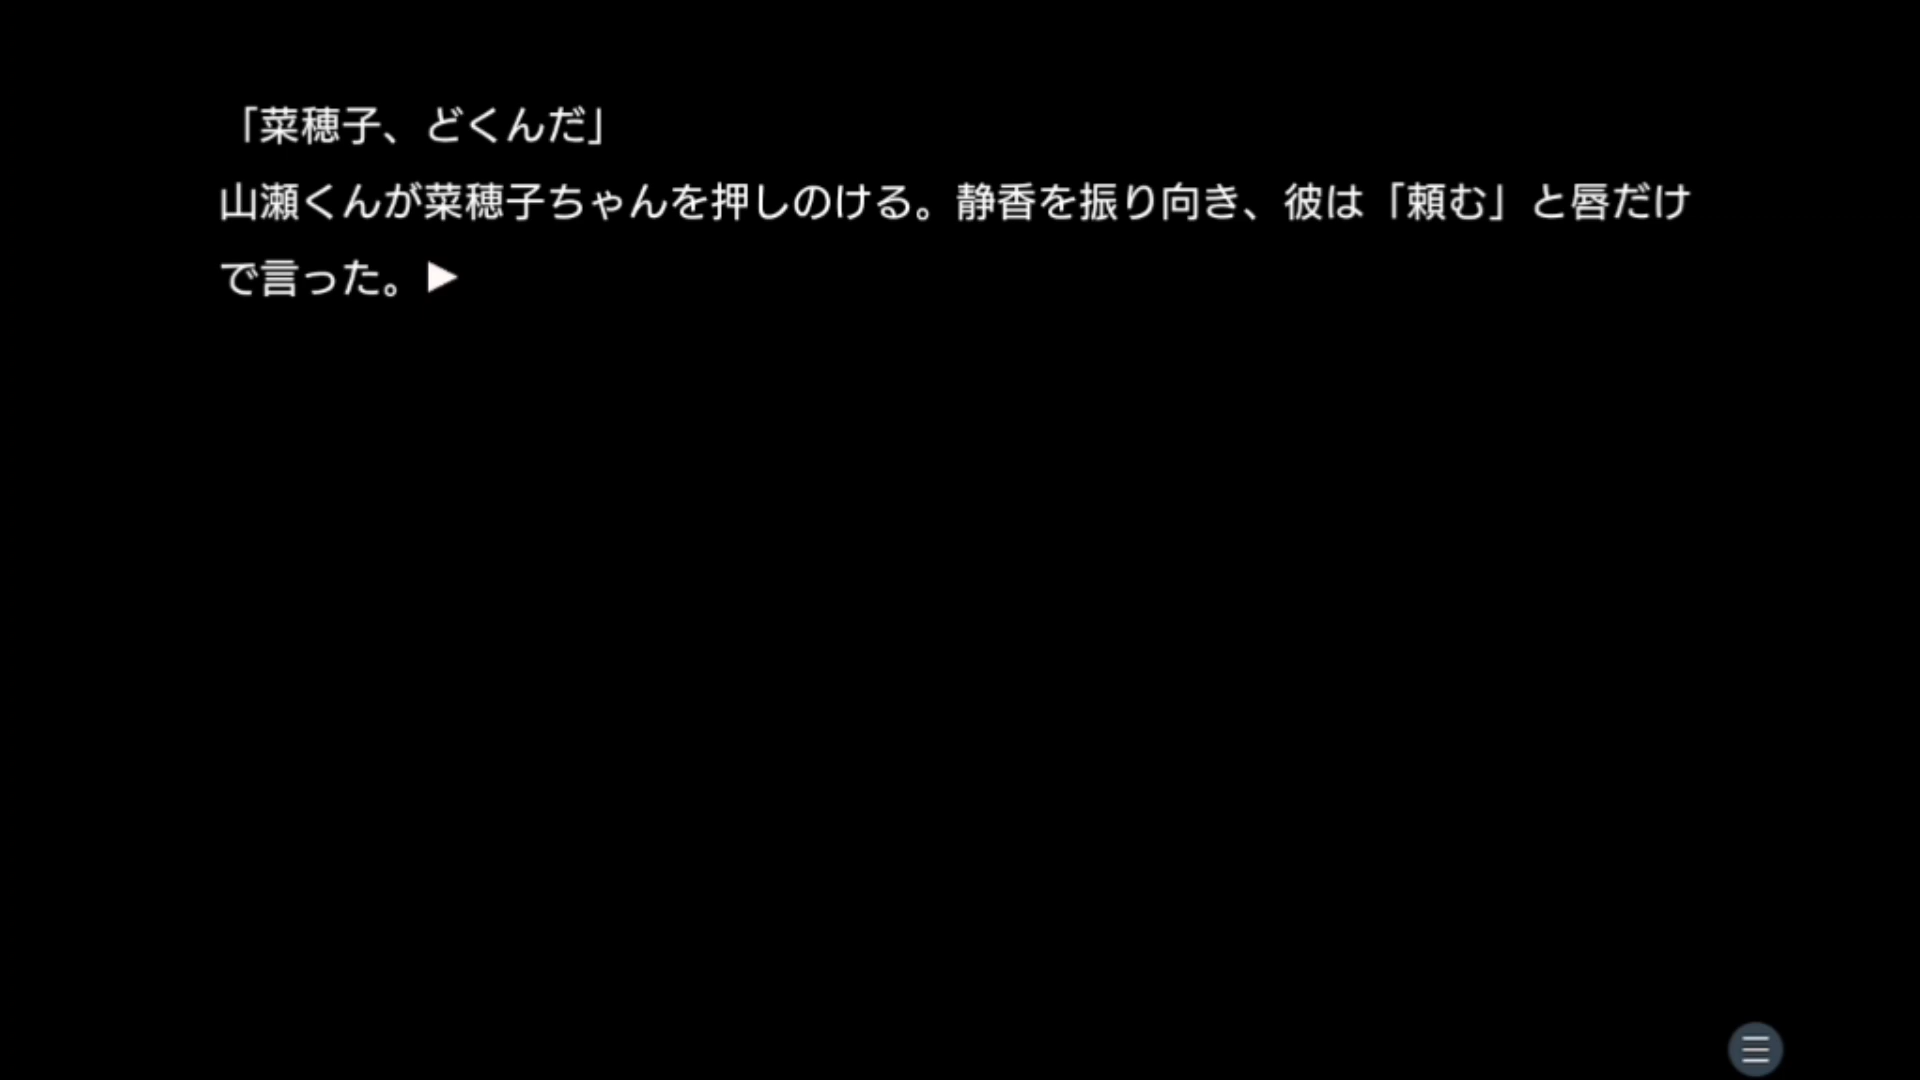 「菜穂子、どくんだ」
山瀬くんが菜穂子ちゃんを押しのける。静香を振り向き、彼は「頼む」と唇だけ
で言った。▶